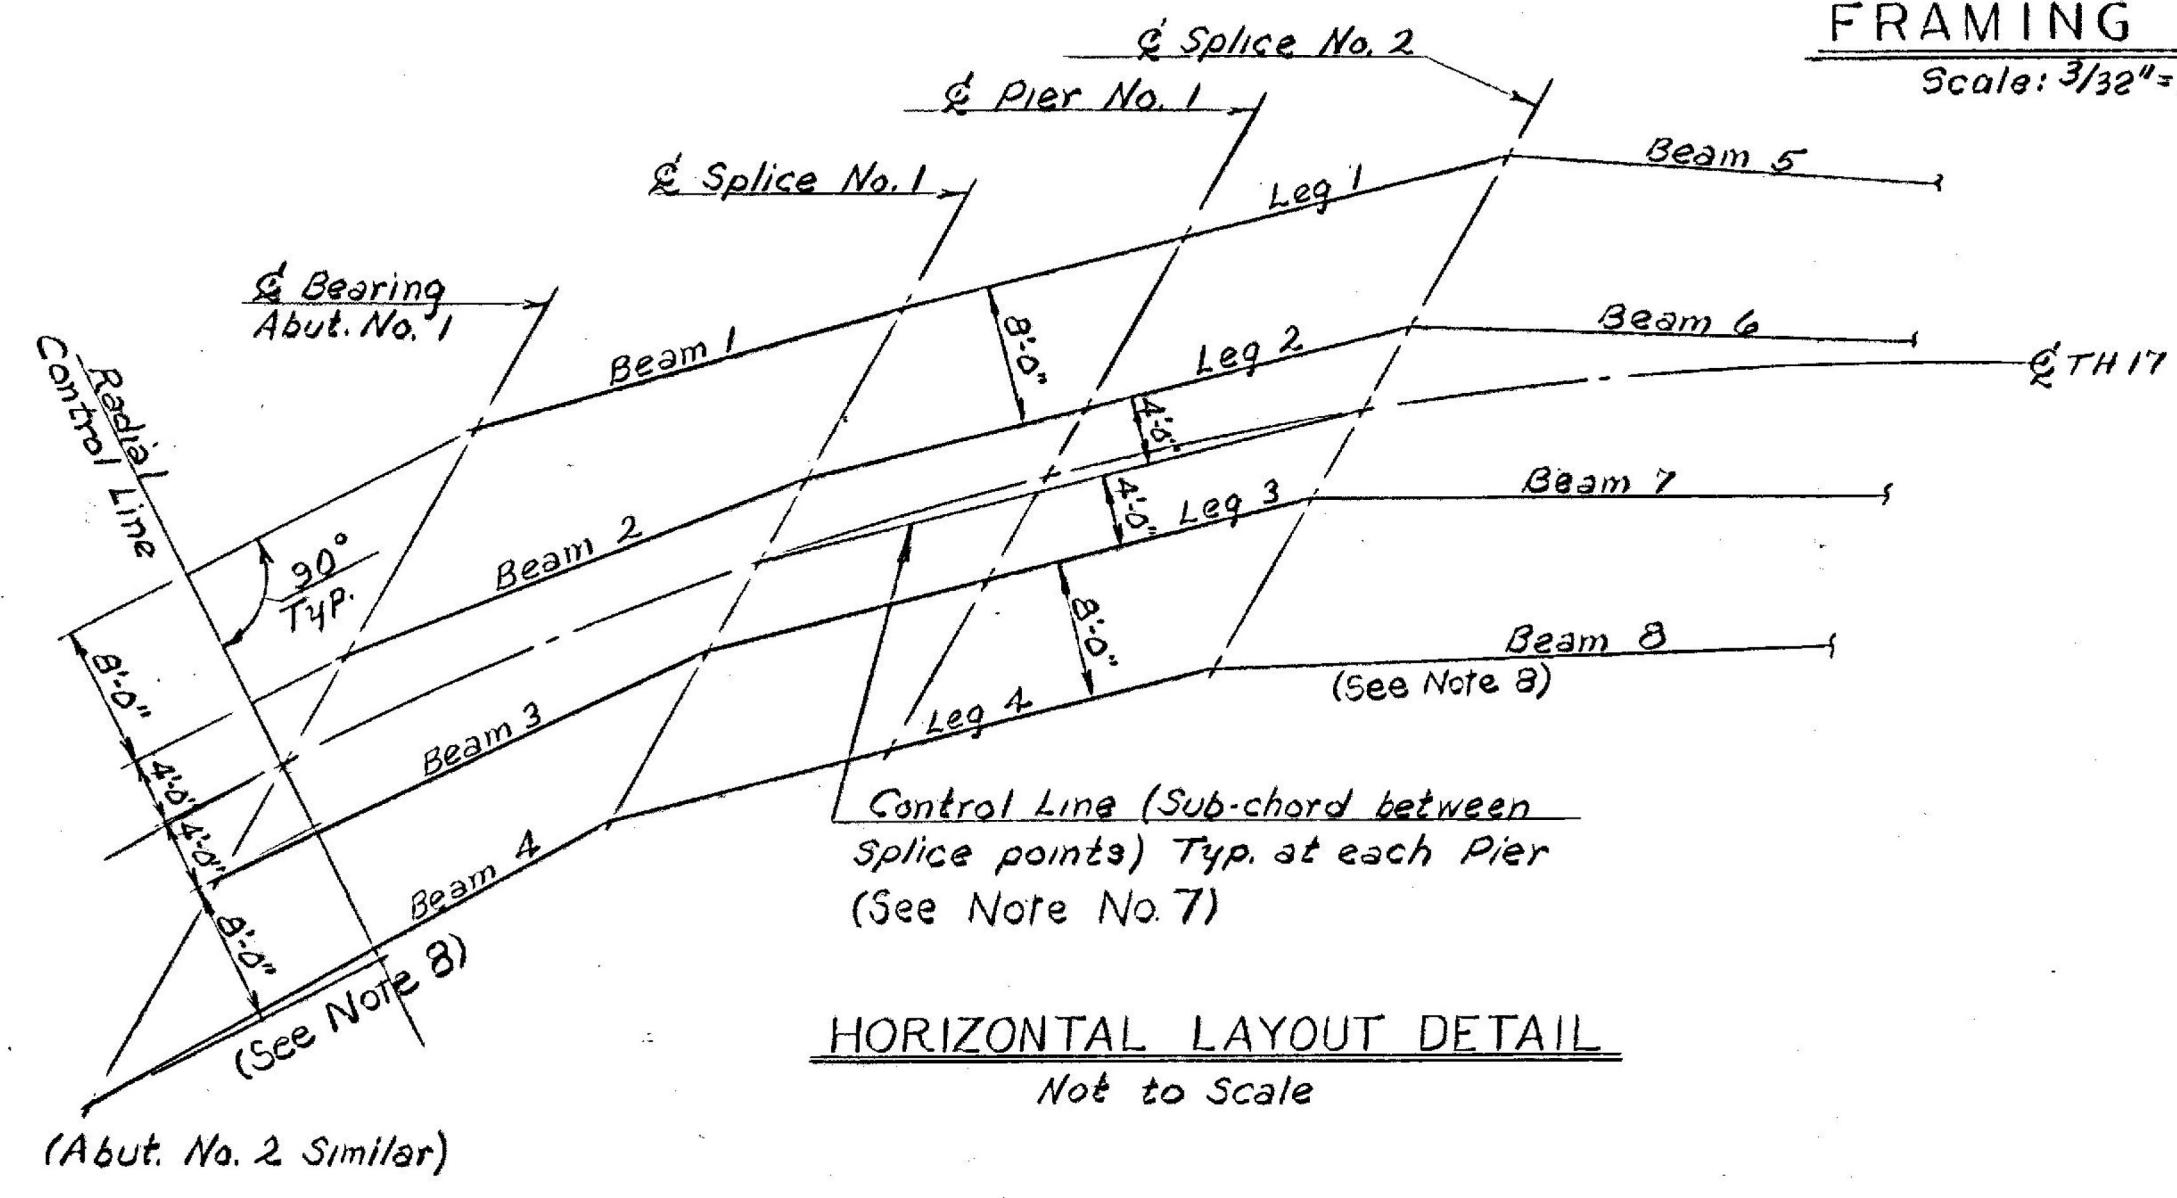 FRAMING
Scale: 3/32"=
℄ Splice No. 2
℄ Pier No. 1
℄ Splice No. 1
℄ Bearing
Abut. No. 1
Beam 5
Leg 1
Beam 1
8'-0"
Leg 2
Beam 6
℄ TH 17
Radial
Control Line
4'-0"
4'-0"
Leg 3
Beam 7
Beam 2
90°
Typ.
8'-0"
Beam 8
(See Note 8)
8'-0"
Beam 3
Leg 4
4'-0"
4'-0"
Control Line (Sub-chord between
splice points) Typ. at each Pier
(See Note No. 7)
Beam 4
8'-0"
(See Note 8)
HORIZONTAL LAYOUT DETAIL
Not to Scale
(Abut. No. 2 Similar)